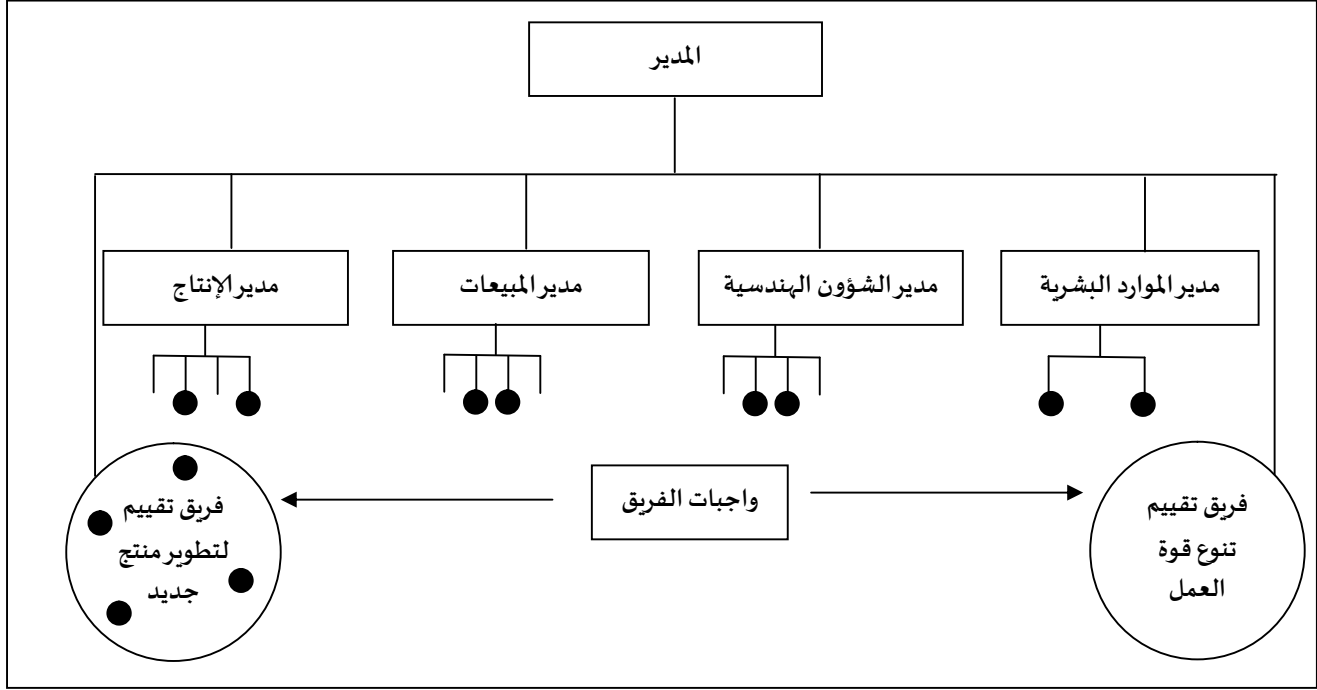 المدير
مدير الموارد البشرية
مدير الشؤون الهندسية
مدير المبيعات
مدير الإنتاج
واجبات الفريق
فريق تقييم
تنوع قوة
العمل
فريق تقييم
لتطوير منتج
جديد